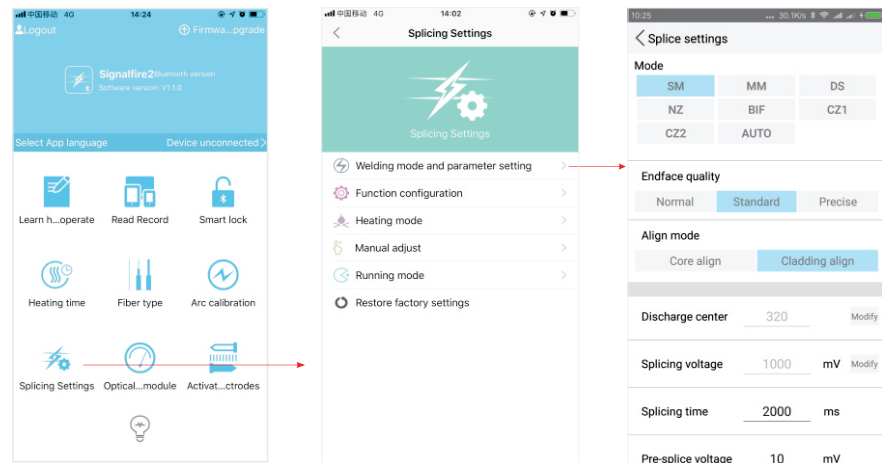 中国移动 4G 14:24
Logout Firmwa...pgrade
Signalfire2 Bluetooth version
Software version: V1.1.0
Select App language Device unconnected
Learn h...operate Read Record Smart lock
Heating time Fiber type Arc calibration
Splicing Settings Optical...module Activat...ctrodes
中国移动 4G 14:02
Splicing Settings
Splicing Settings
Welding mode and parameter setting
Function configuration
Heating mode
Manual adjust
Running mode
Restore factory settings
10:25 ... 30.1K/s
Splice settings
Mode
SM MM DS
NZ BIF CZ1
CZ2 AUTO
Endface quality
Normal Standard Precise
Align mode
Core align Cladding align
Discharge center 320 Modify
Splicing voltage 1000 mV Modify
Splicing time 2000 ms
Pre-splice voltage 10 mV